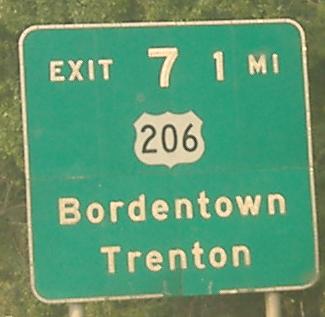 EXIT 7 1 MI
206
Bordentown
Trenton